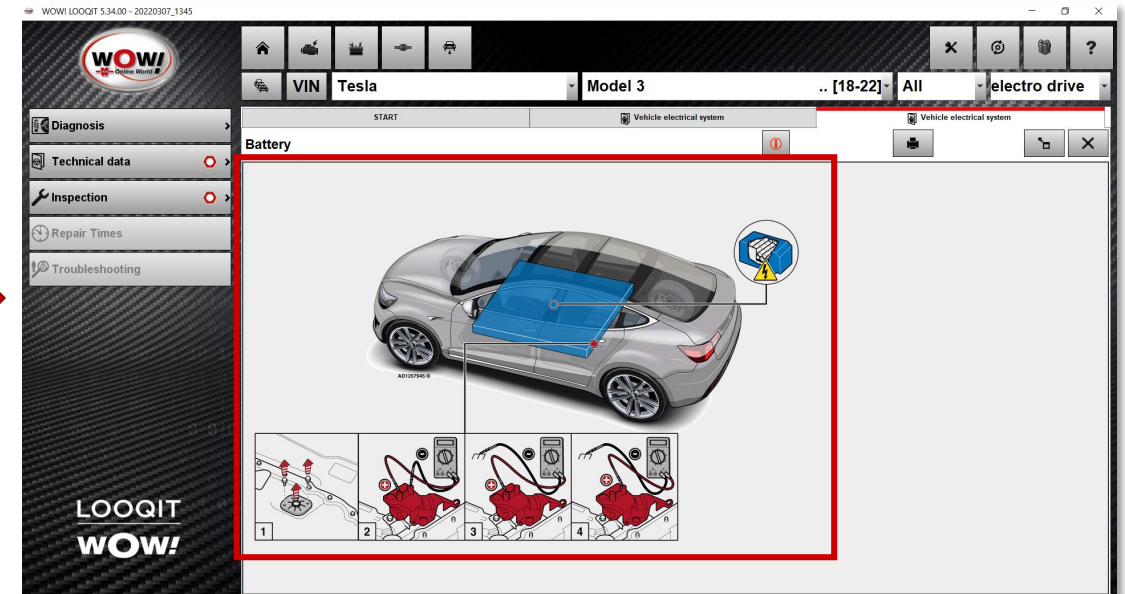 WOW! LOOQIT 5.34.00 - 20220307_1345
WOW!
Online World
?
VIN Tesla Model 3 .. [18-22] All electro drive
START Vehicle electrical system Vehicle electrical system
Battery
Diagnosis
Technical data
Inspection
Repair Times
Troubleshooting
AD1257945 ©
1 2 3 4
LOOQIT
WOW!